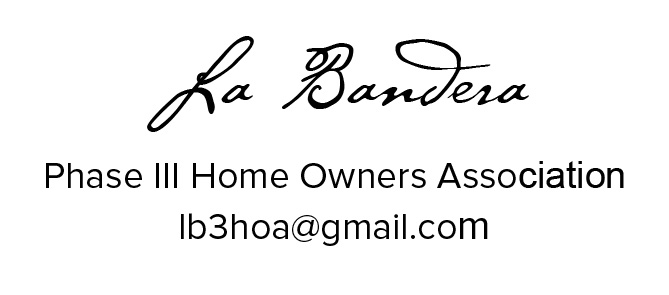 La Bandera
Phase III Home Owners Association
lb3hoa@gmail.com